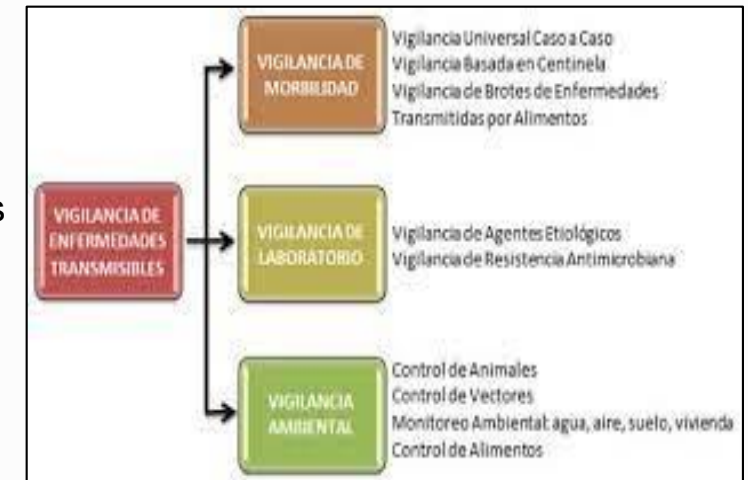 s
VIGILANCIA DE
ENFERMEDADES
TRANSMISIBLES
VIGILANCIA DE
MORBILIDAD
Vigilancia Universal Caso a Caso
Vigilancia Basada en Centinela
Vigilancia de Brotes de Enfermedades
Transmitidas por Alimentos
VIGILANCIA DE
LABORATORIO
Vigilancia de Agentes Etiológicos
Vigilancia de Resistencia Antimicrobiana
VIGILANCIA
AMBIENTAL
Control de Animales
Control de Vectores
Monitoreo Ambiental: agua, aire, suelo, vivienda
Control de Alimentos